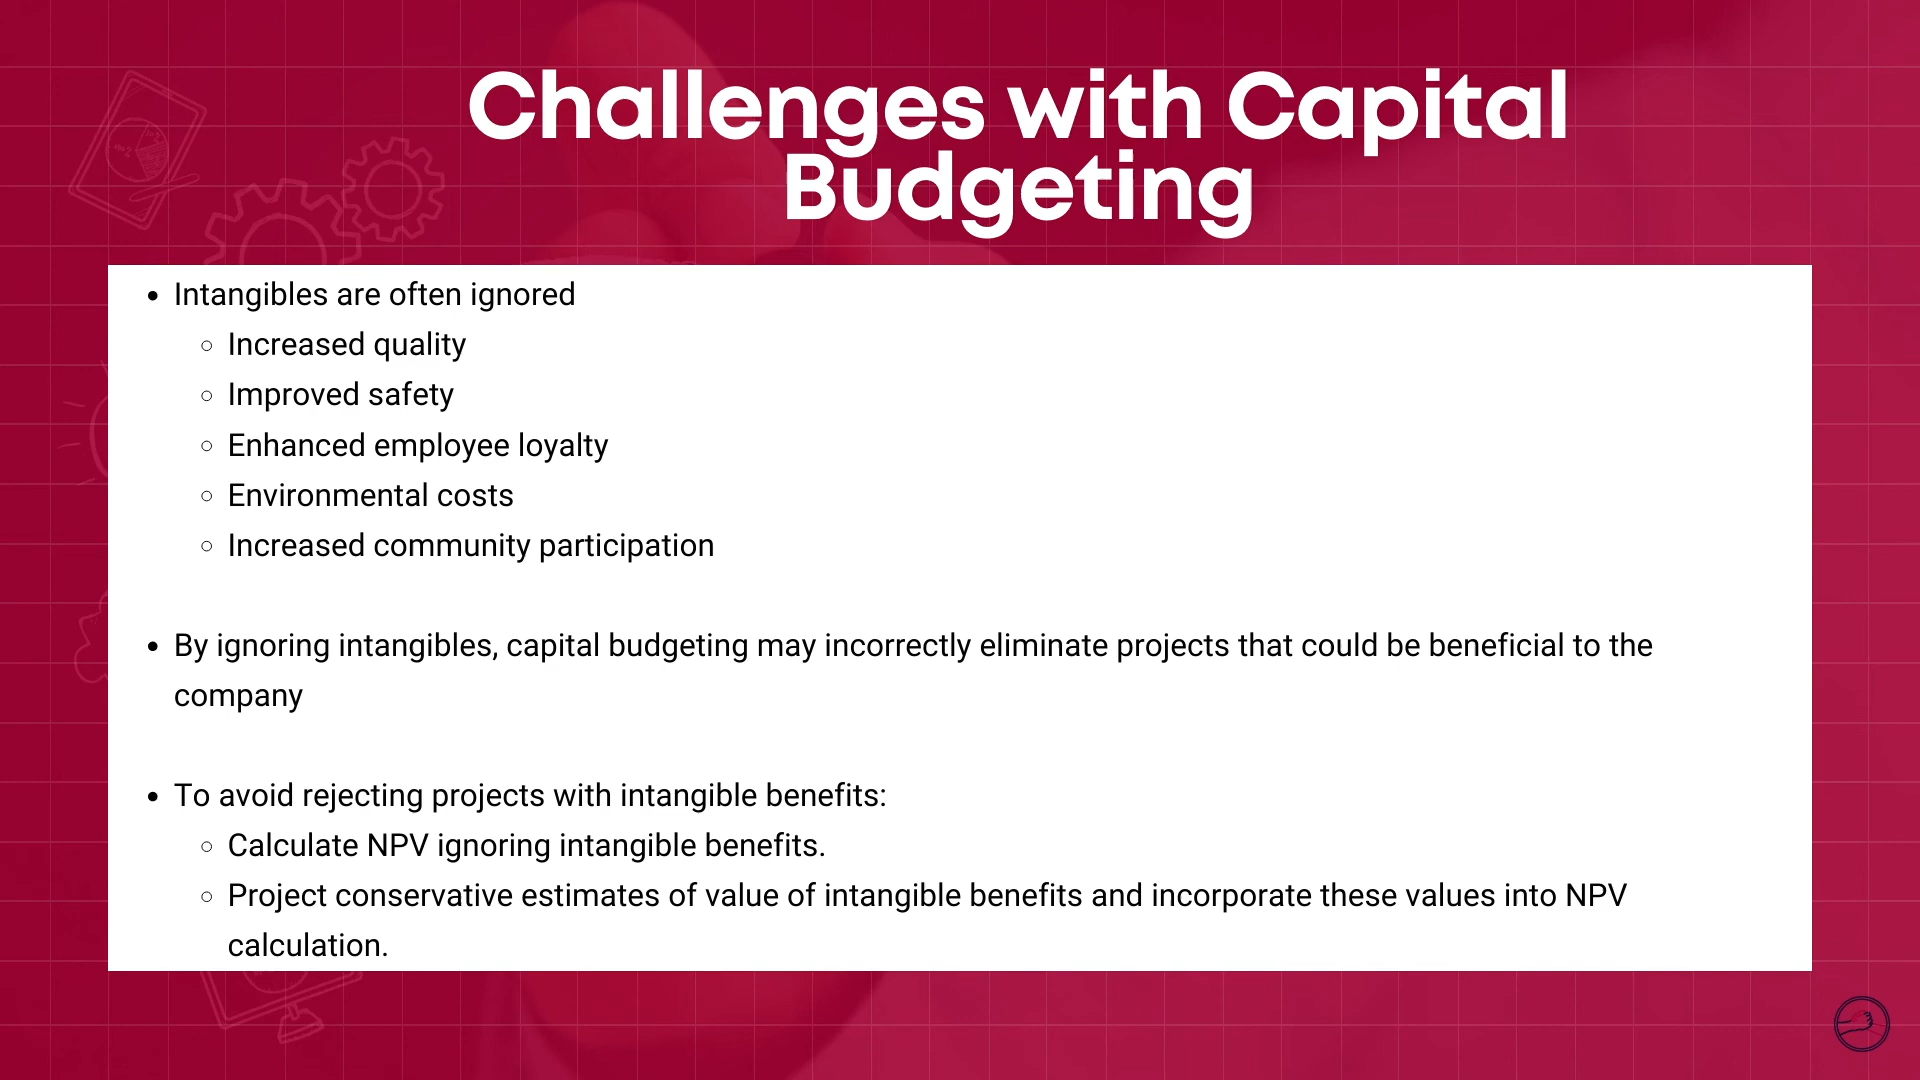 Challenges with Capital
Budgeting
• Intangibles are often ignored
○ Increased quality
○ Improved safety
○ Enhanced employee loyalty
○ Environmental costs
○ Increased community participation
• By ignoring intangibles, capital budgeting may incorrectly eliminate projects that could be beneficial to the
company
• To avoid rejecting projects with intangible benefits:
○ Calculate NPV ignoring intangible benefits.
○ Project conservative estimates of value of intangible benefits and incorporate these values into NPV
calculation.